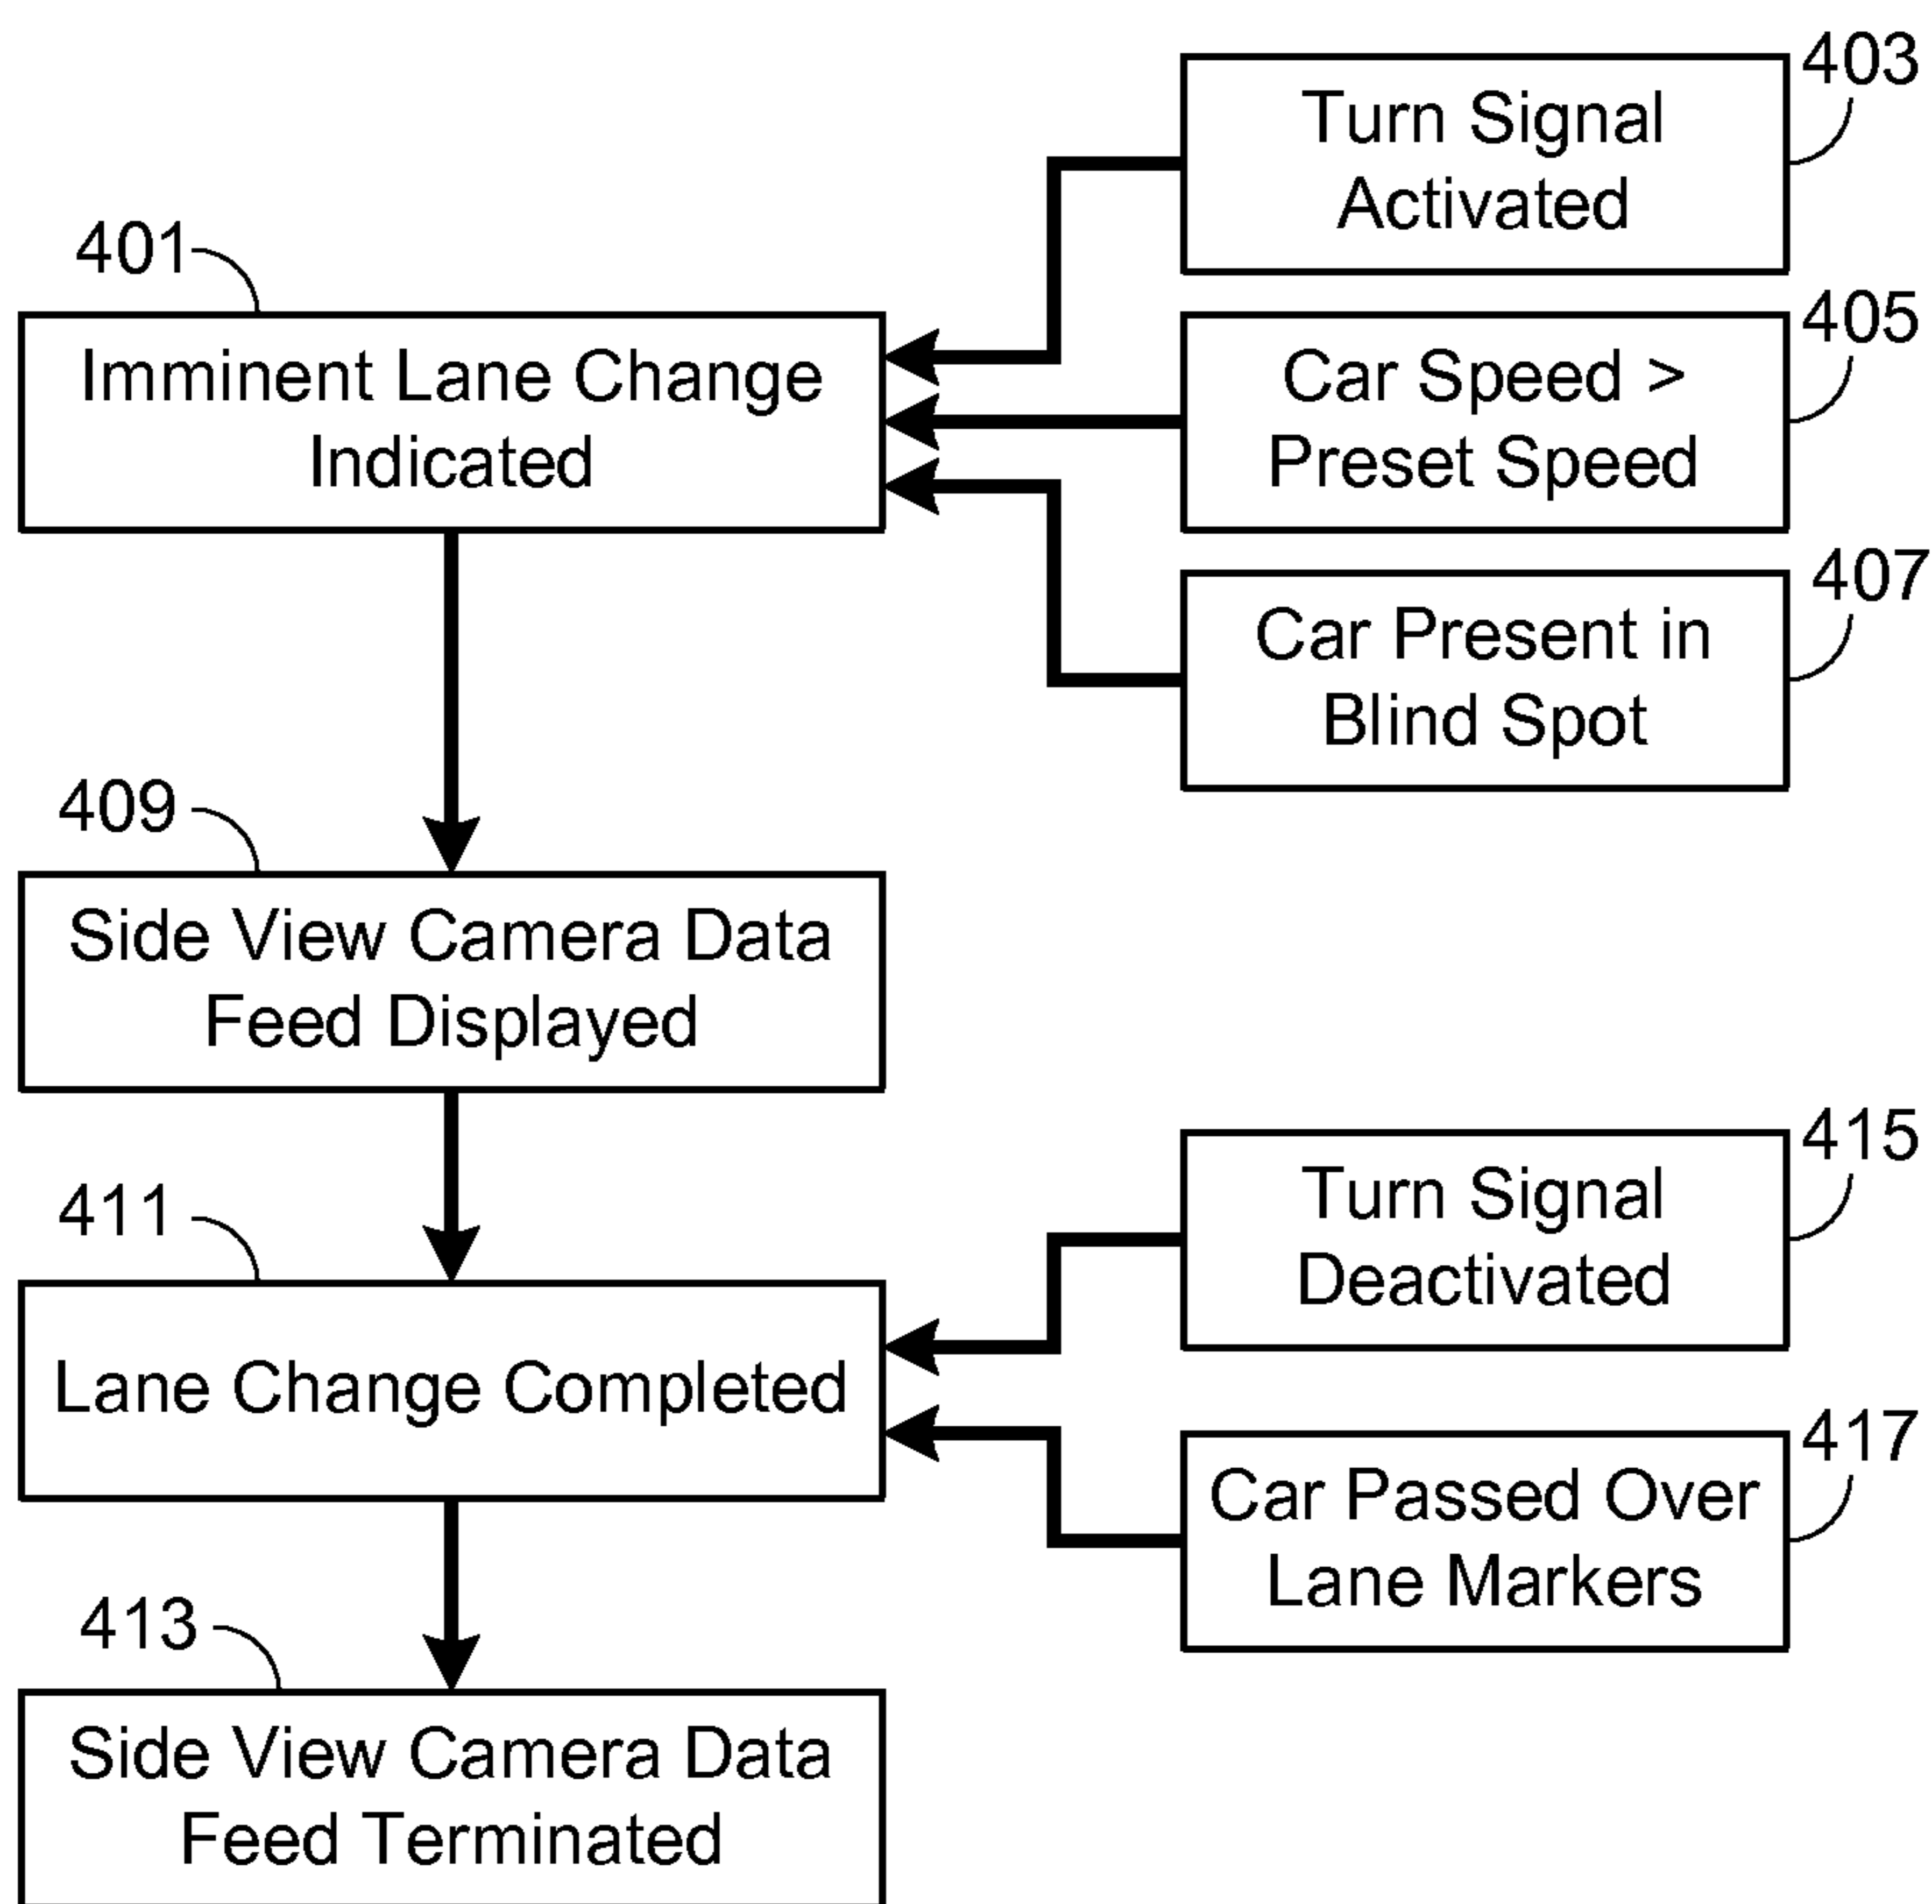 403
Turn Signal
Activated
401
Imminent Lane Change
Indicated
405
Car Speed >
Preset Speed
407
Car Present in
Blind Spot
409
Side View Camera Data
Feed Displayed
411
Lane Change Completed
415
Turn Signal
Deactivated
417
Car Passed Over
Lane Markers
413
Side View Camera Data
Feed Terminated